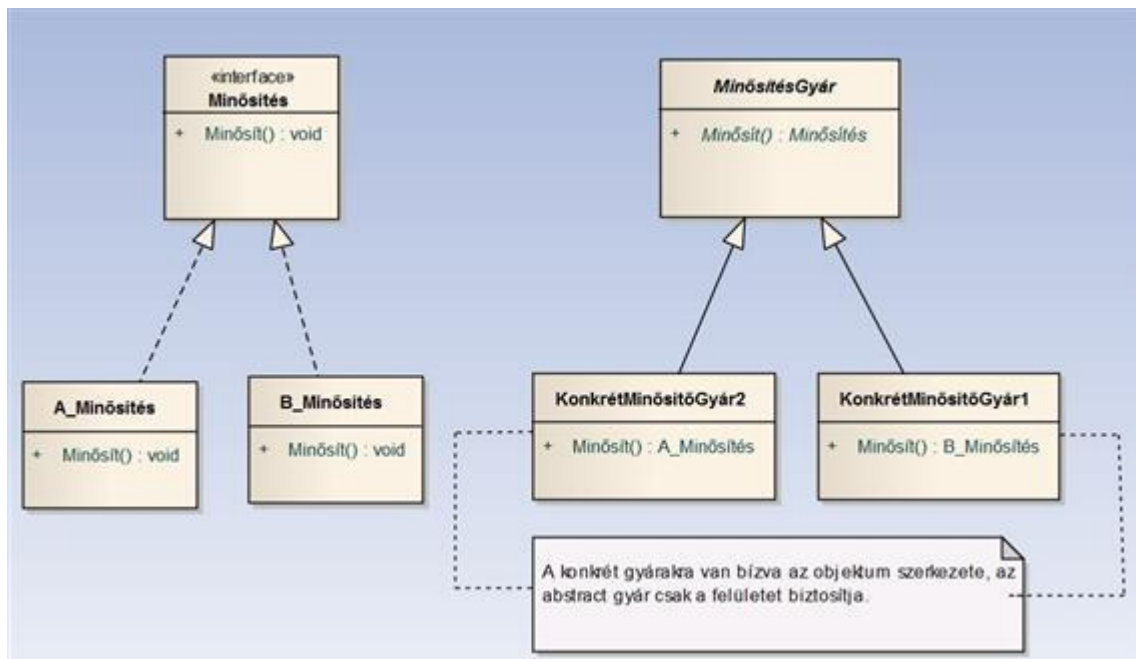 «interface»
Minősítés
+ Minősít() : void
MinősítésGyár
+ Minősít() : Minősítés
A_Minősítés
+ Minősít() : void
B_Minősítés
+ Minősít() : void
KonkrétMinősítőGyár2
+ Minősít() : A_Minősítés
KonkrétMinősítőGyár1
+ Minősít() : B_Minősítés
A konkrét gyárakra van bízva az objektum szerkezete, az
abstract gyár csak a felületet biztosítja.